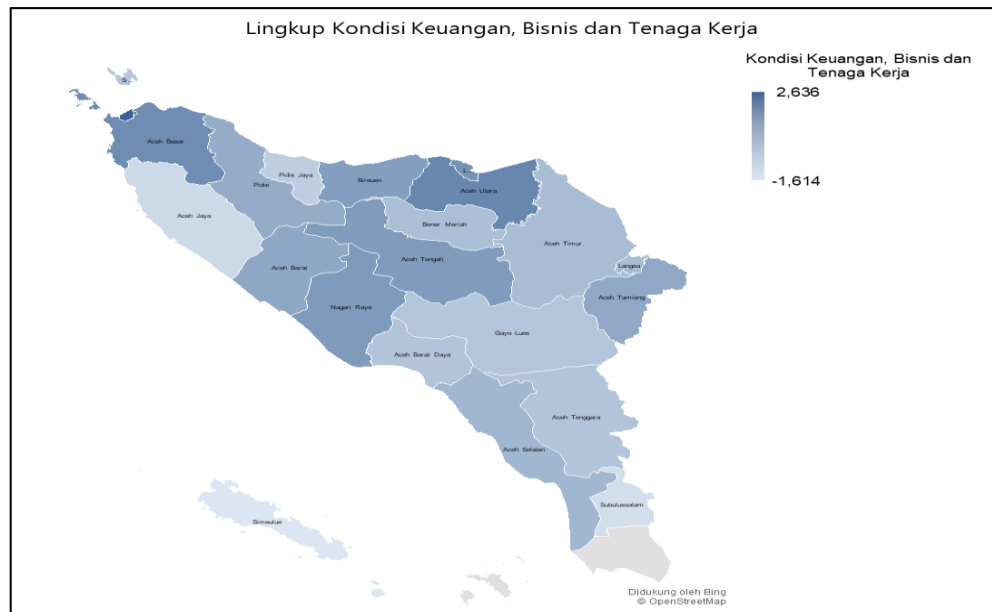 Lingkup Kondisi Keuangan, Bisnis dan Tenaga Kerja
Kondisi Keuangan, Bisnis dan
Tenaga Kerja
2,636
-1,614
S...
Aceh Besar
Pidie Jaya
Pidie
Bireuen
L...
Aceh Utara
Aceh Jaya
Bener Meriah
Aceh Timur
Aceh Barat
Aceh Tengah
Langsa
Aceh Tamiang
Nagan Raya
Gayo Lues
Aceh Barat Daya
Aceh Tenggara
Aceh Selatan
Subulussalam
Simeulue
Didukung oleh Bing
© OpenStreetMap